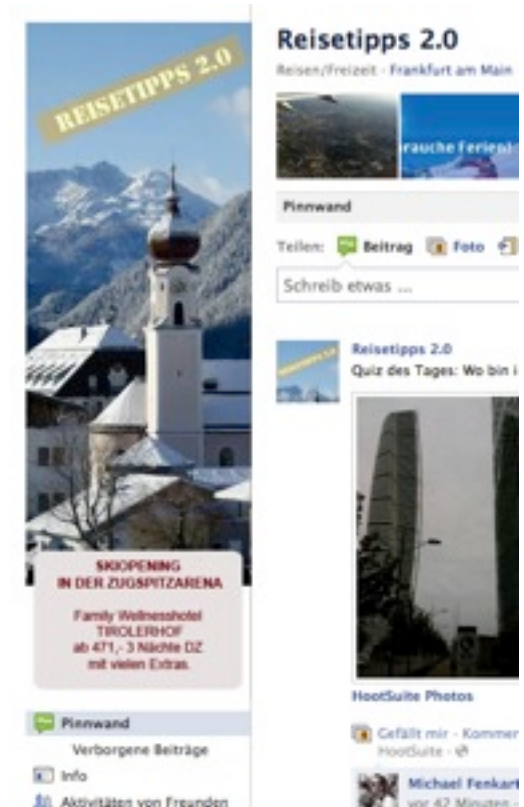 REISETIPPS 2.0
SKIOPENING
IN DER ZUGSPITZARENA
Family Wellnesshotel
TIROLERHOF
ab 471,- 3 Nächte DZ
mit vielen Extras.
Pinnwand
Verborgene Beiträge
Info
Aktivitäten von Freunden
Reisetipps 2.0
Reisen/Freizeit · Frankfurt am Main
rauche Ferien!
Pinnwand
Teilen: Beitrag Foto
Schreib etwas ...
Reisetipps 2.0
Quiz des Tages: Wo bin i
HootSuite Photos
Gefällt mir · Kommen
HootSuite ·
Michael Fenkart
vor 42 Minuten